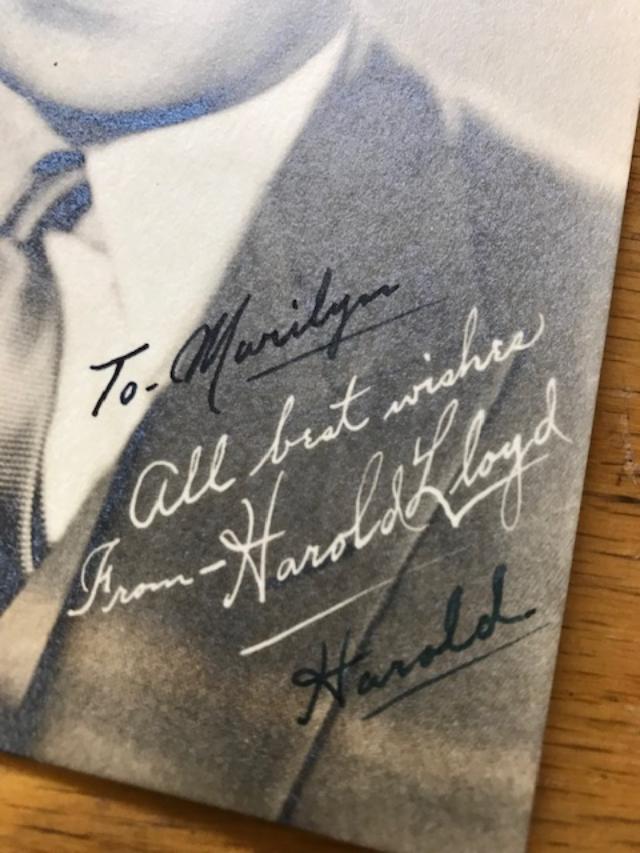 To- Marilyn
All best wishes
From- Harold Lloyd
Harold.